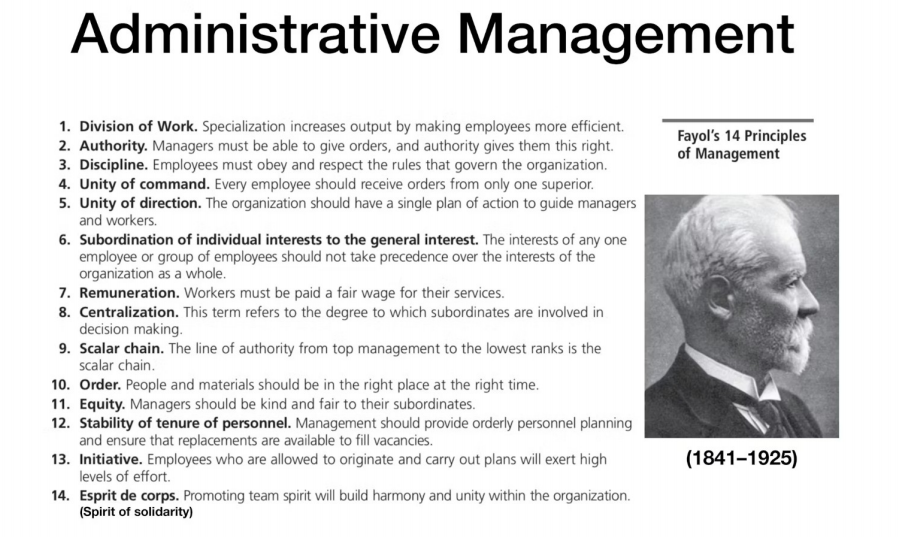 Administrative Management
1. Division of Work. Specialization increases output by making employees more efficient.
2. Authority. Managers must be able to give orders, and authority gives them this right.
3. Discipline. Employees must obey and respect the rules that govern the organization.
4. Unity of command. Every employee should receive orders from only one superior.
5. Unity of direction. The organization should have a single plan of action to guide managers
and workers.
6. Subordination of individual interests to the general interest. The interests of any one
employee or group of employees should not take precedence over the interests of the
organization as a whole.
7. Remuneration. Workers must be paid a fair wage for their services.
8. Centralization. This term refers to the degree to which subordinates are involved in
decision making.
9. Scalar chain. The line of authority from top management to the lowest ranks is the
scalar chain.
10. Order. People and materials should be in the right place at the right time.
11. Equity. Managers should be kind and fair to their subordinates.
12. Stability of tenure of personnel. Management should provide orderly personnel planning
and ensure that replacements are available to fill vacancies.
13. Initiative. Employees who are allowed to originate and carry out plans will exert high
levels of effort.
14. Esprit de corps. Promoting team spirit will build harmony and unity within the organization.
(Spirit of solidarity)
Fayol's 14 Principles
of Management
(1841–1925)